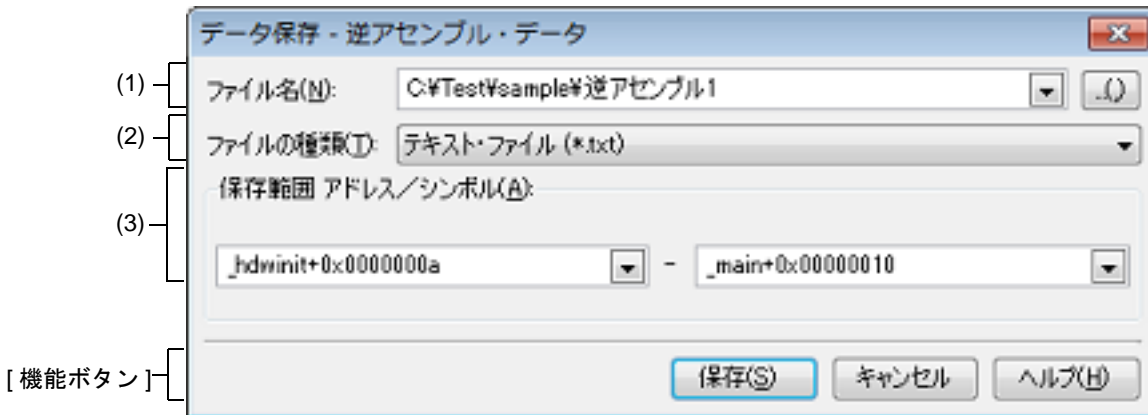 データ保存 - 逆アセンブル・データ
(1)
ファイル名(N): C:¥Test¥sample¥逆アセンブル1 ...()
(2)
ファイルの種類(T): テキスト・ファイル (*.txt)
(3)
保存範囲 アドレス／シンボル(A):
_hdwinit+0x0000000a - _main+0x00000010
[ 機能ボタン ]
保存(S) キャンセル ヘルプ(H)